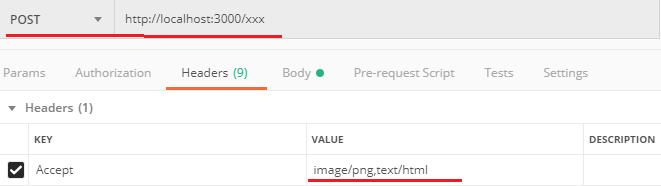 POST http://localhost:3000/xxx
Params Authorization Headers (9) Body Pre-request Script Tests Settings
Headers (1)
KEY VALUE DESCRIPTION
Accept image/png,text/html